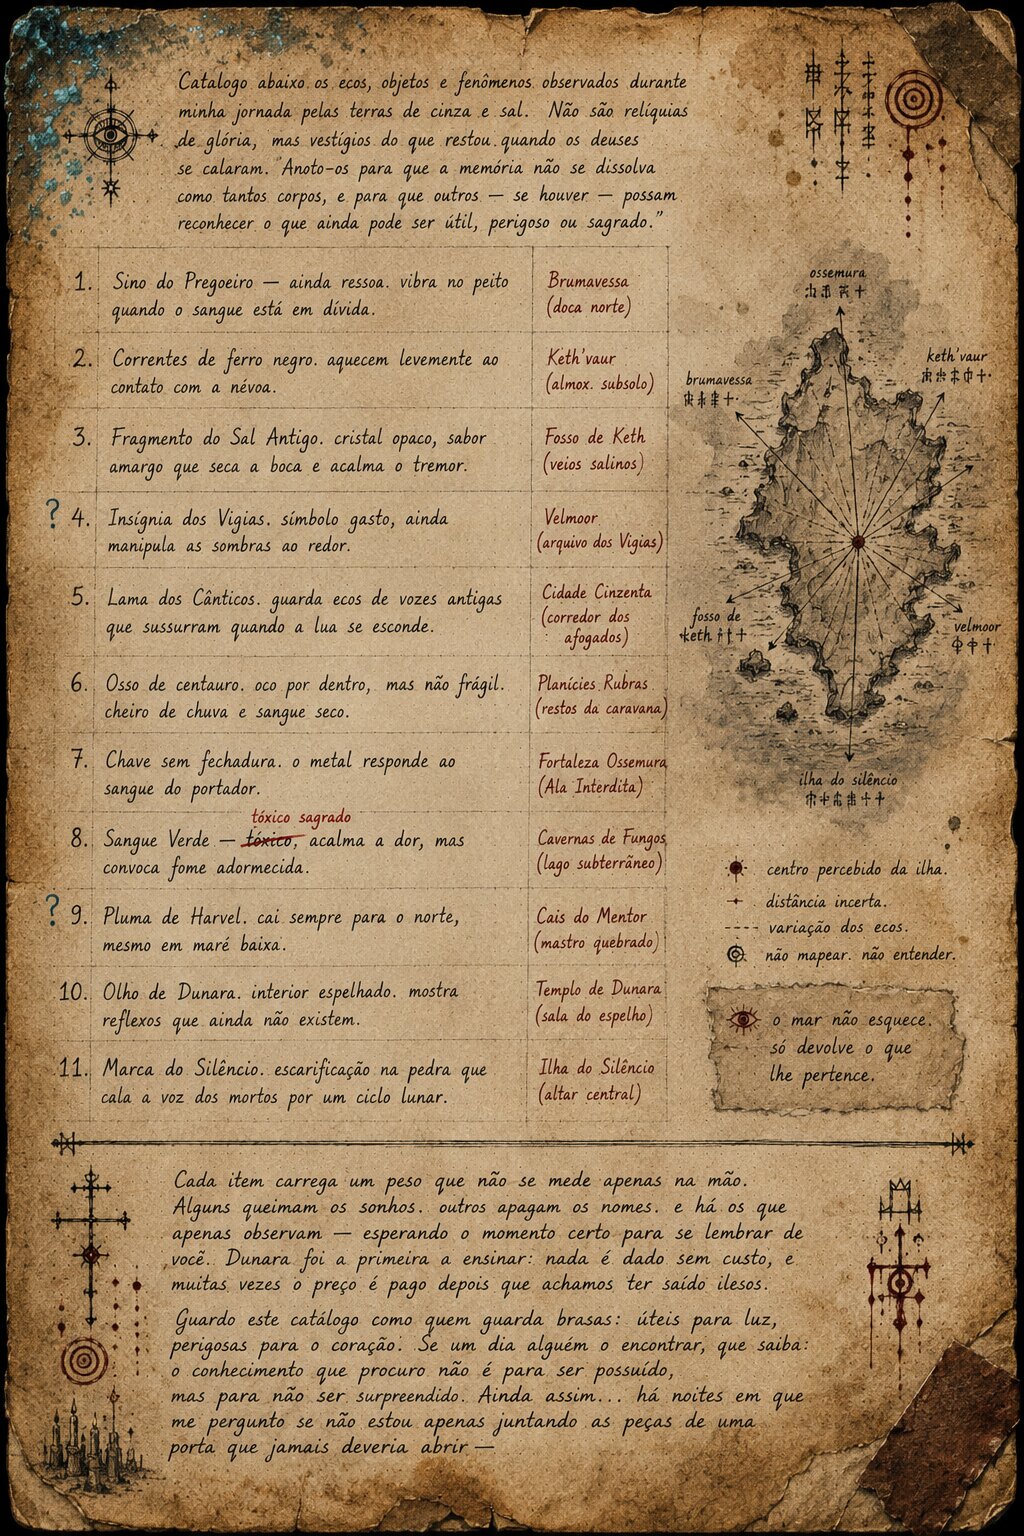 "Catalogo abaixo os ecos, objetos e fenômenos observados durante
minha jornada pelas terras de cinza e sal. Não são relíquias
de glória, mas vestígios do que restou quando os deuses
se calaram. Anoto-os para que a memória não se dissolva
como tantos corpos, e para que outros — se houver — possam
reconhecer o que ainda pode ser útil, perigoso ou sagrado."
1. Sino do Pregoeiro — ainda ressoa. vibra no peito
quando o sangue está em dívida.
Brumavessa
(doca norte)
2. Correntes de ferro negro. aquecem levemente ao
contato com a névoa.
Keth'vaur
(almox. subsolo)
3. Fragmento do Sal Antigo. cristal opaco, sabor
amargo que seca a boca e acalma o tremor.
Fosso de Keth
(veios salinos)
? 4. Insígnia dos Vigias. símbolo gasto, ainda
manipula as sombras ao redor.
Velmoor
(arquivo dos Vigias)
5. Lama dos Cânticos. guarda ecos de vozes antigas
que sussurram quando a lua se esconde.
Cidade Cinzenta
(corredor dos
afogados)
6. Osso de centauro. oco por dentro, mas não frágil.
cheiro de chuva e sangue seco.
Planícies Rubras
(restos da caravana)
7. Chave sem fechadura. o metal responde ao
sangue do portador.
Fortaleza Ossemura
(Ala Interdita)
tóxico sagrado
8. Sangue Verde — tóxico, acalma a dor, mas
convoca fome adormecida.
Cavernas de Fungos
(lago subterrâneo)
? 9. Pluma de Harvel. cai sempre para o norte,
mesmo em maré baixa.
Cais do Mentor
(mastro quebrado)
10. Olho de Dunara. interior espelhado. mostra
reflexos que ainda não existem.
Templo de Dunara
(sala do espelho)
11. Marca do Silêncio. escarificação na pedra que
cala a voz dos mortos por um ciclo lunar.
Ilha do Silêncio
(altar central)
ossemura
keth'vaur
brumavessa
fosso de
keth
velmoor
ilha do silêncio
centro percebido da ilha.
distância incerta.
variação dos ecos.
não mapear. não entender.
o mar não esquece.
só devolve o que
lhe pertence.
Cada item carrega um peso que não se mede apenas na mão.
Alguns queimam os sonhos. outros apagam os nomes. e há os que
apenas observam — esperando o momento certo para se lembrar de
você. Dunara foi a primeira a ensinar: nada é dado sem custo, e
muitas vezes o preço é pago depois que achamos ter saído ilesos.
Guardo este catálogo como quem guarda brasas: úteis para luz,
perigosas para o coração. Se um dia alguém o encontrar, que saiba:
o conhecimento que procuro não é para ser possuído,
mas para não ser surpreendido. Ainda assim... há noites em que
me pergunto se não estou apenas juntando as peças de uma
porta que jamais deveria abrir —